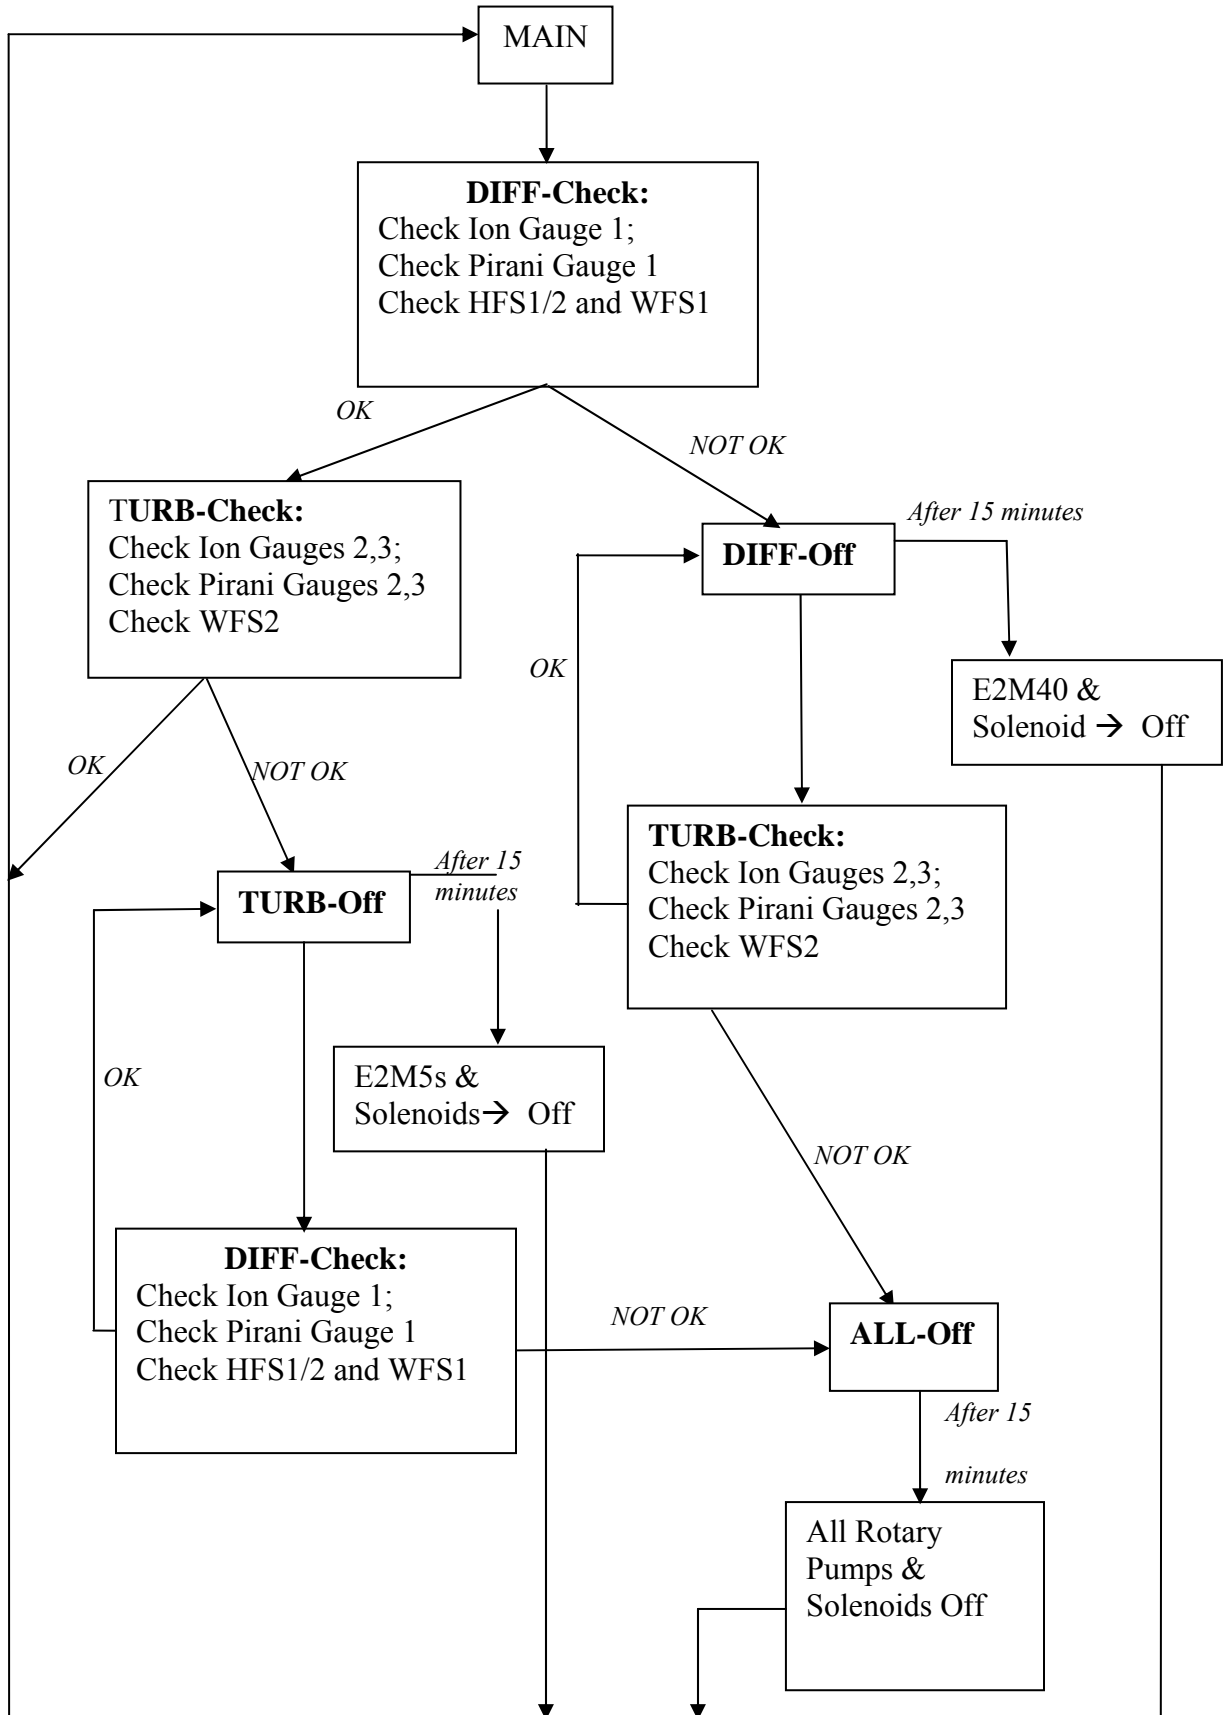 MAIN
DIFF-Check:
Check Ion Gauge 1;
Check Pirani Gauge 1
Check HFS1/2 and WFS1
OK
NOT OK
TURB-Check:
Check Ion Gauges 2,3;
Check Pirani Gauges 2,3
Check WFS2
After 15 minutes
DIFF-Off
OK
E2M40 &
Solenoid → Off
OK
NOT OK
TURB-Check:
Check Ion Gauges 2,3;
Check Pirani Gauges 2,3
Check WFS2
After 15
minutes
TURB-Off
OK
E2M5s &
Solenoids→ Off
NOT OK
DIFF-Check:
Check Ion Gauge 1;
Check Pirani Gauge 1
Check HFS1/2 and WFS1
NOT OK
ALL-Off
After 15
minutes
All Rotary
Pumps &
Solenoids Off